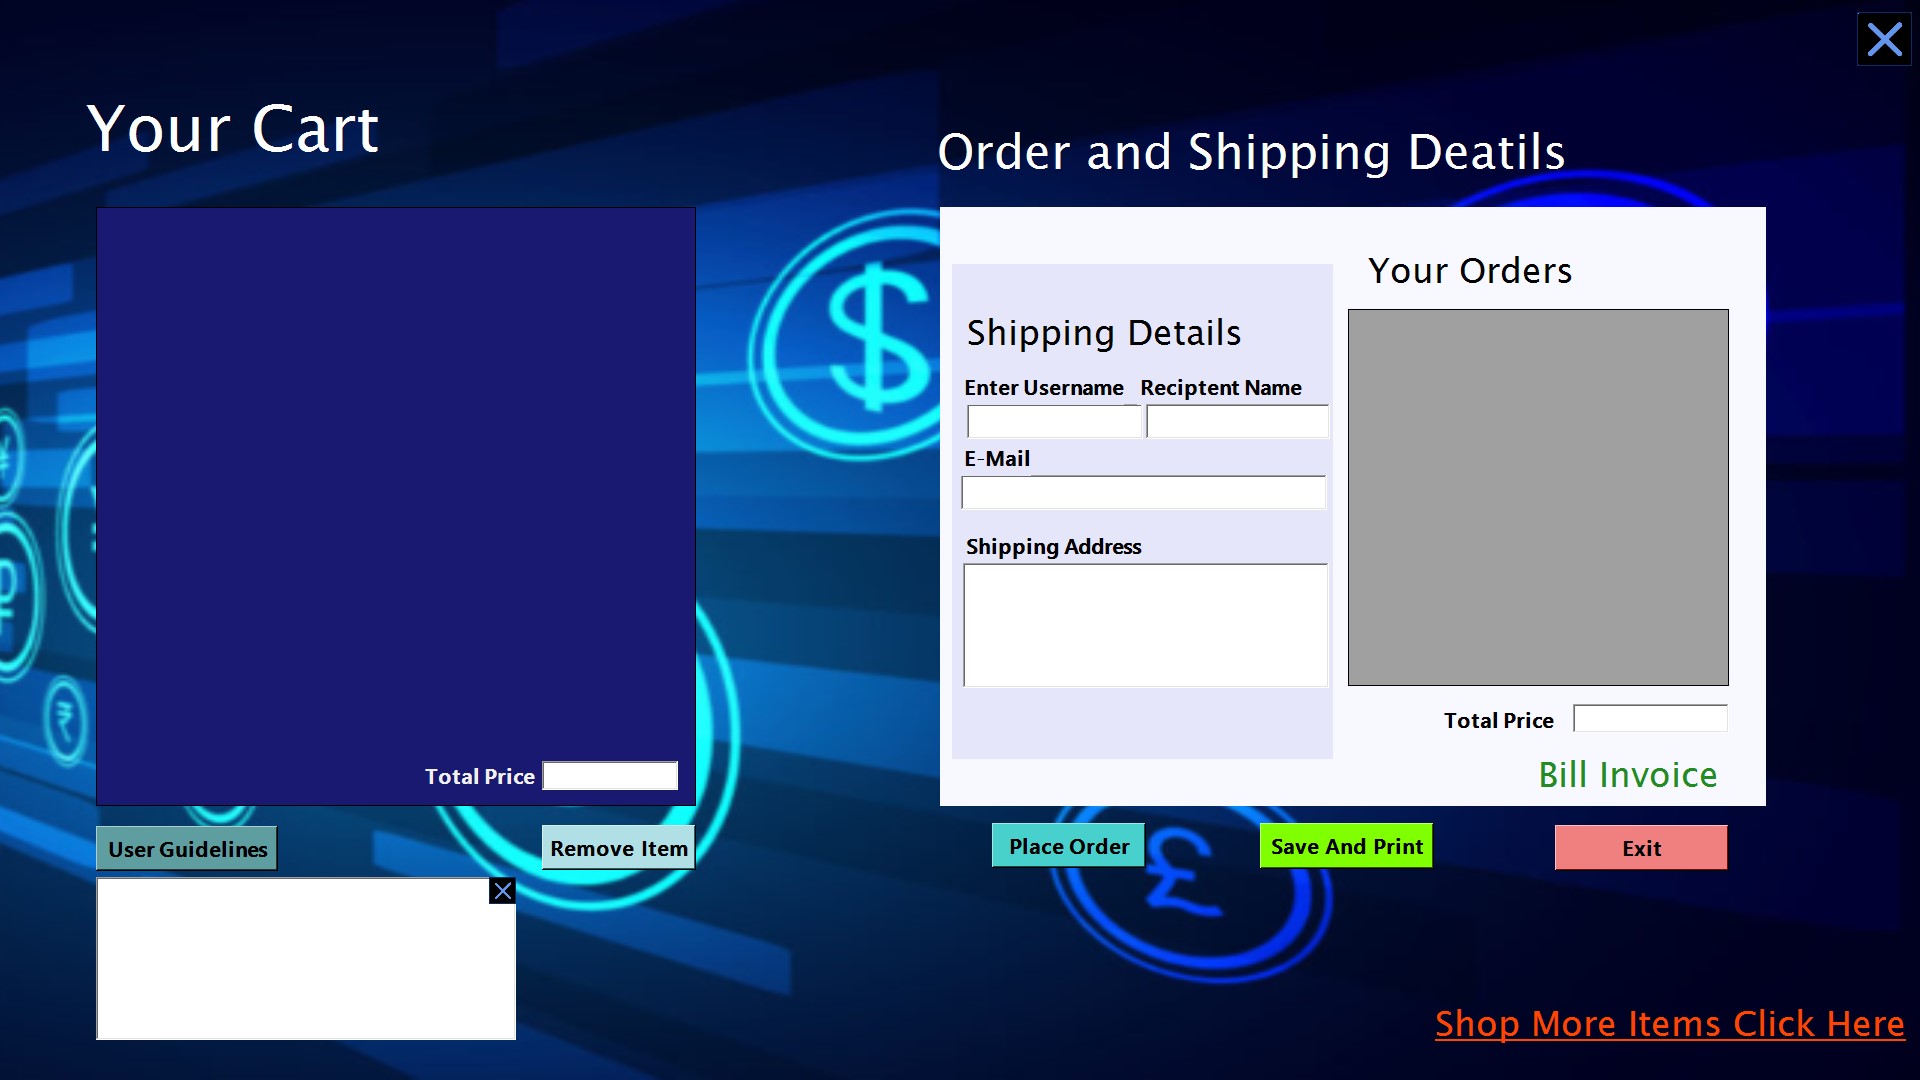 Your Cart
Order and Shipping Deatils
Your Orders
Shipping Details
Enter Username
Reciptent Name
E-Mail
Shipping Address
Total Price
Total Price
Bill Invoice
User Guidelines
Remove Item
Place Order
Save And Print
Exit
Shop More Items Click Here